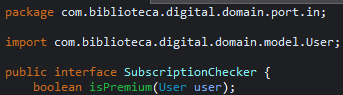 package com.biblioteca.digital.domain.port.in;
import com.biblioteca.digital.domain.model.User;
public interface SubscriptionChecker {
boolean isPremium(User user);